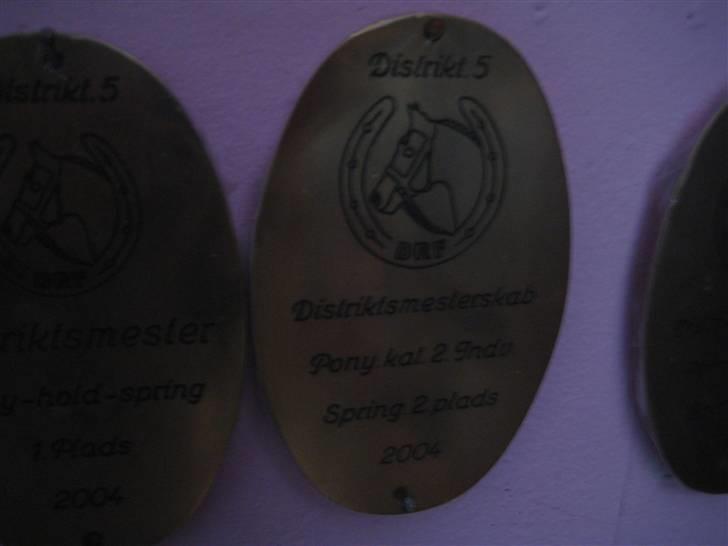 istrikt.5
DRF
riktsmester
y-hold-spring
1.Plads
2004
Distrikt.5
DRF
Distriktsmesterskab
Pony.kat.2.Indv.
Spring.2.plads
2004